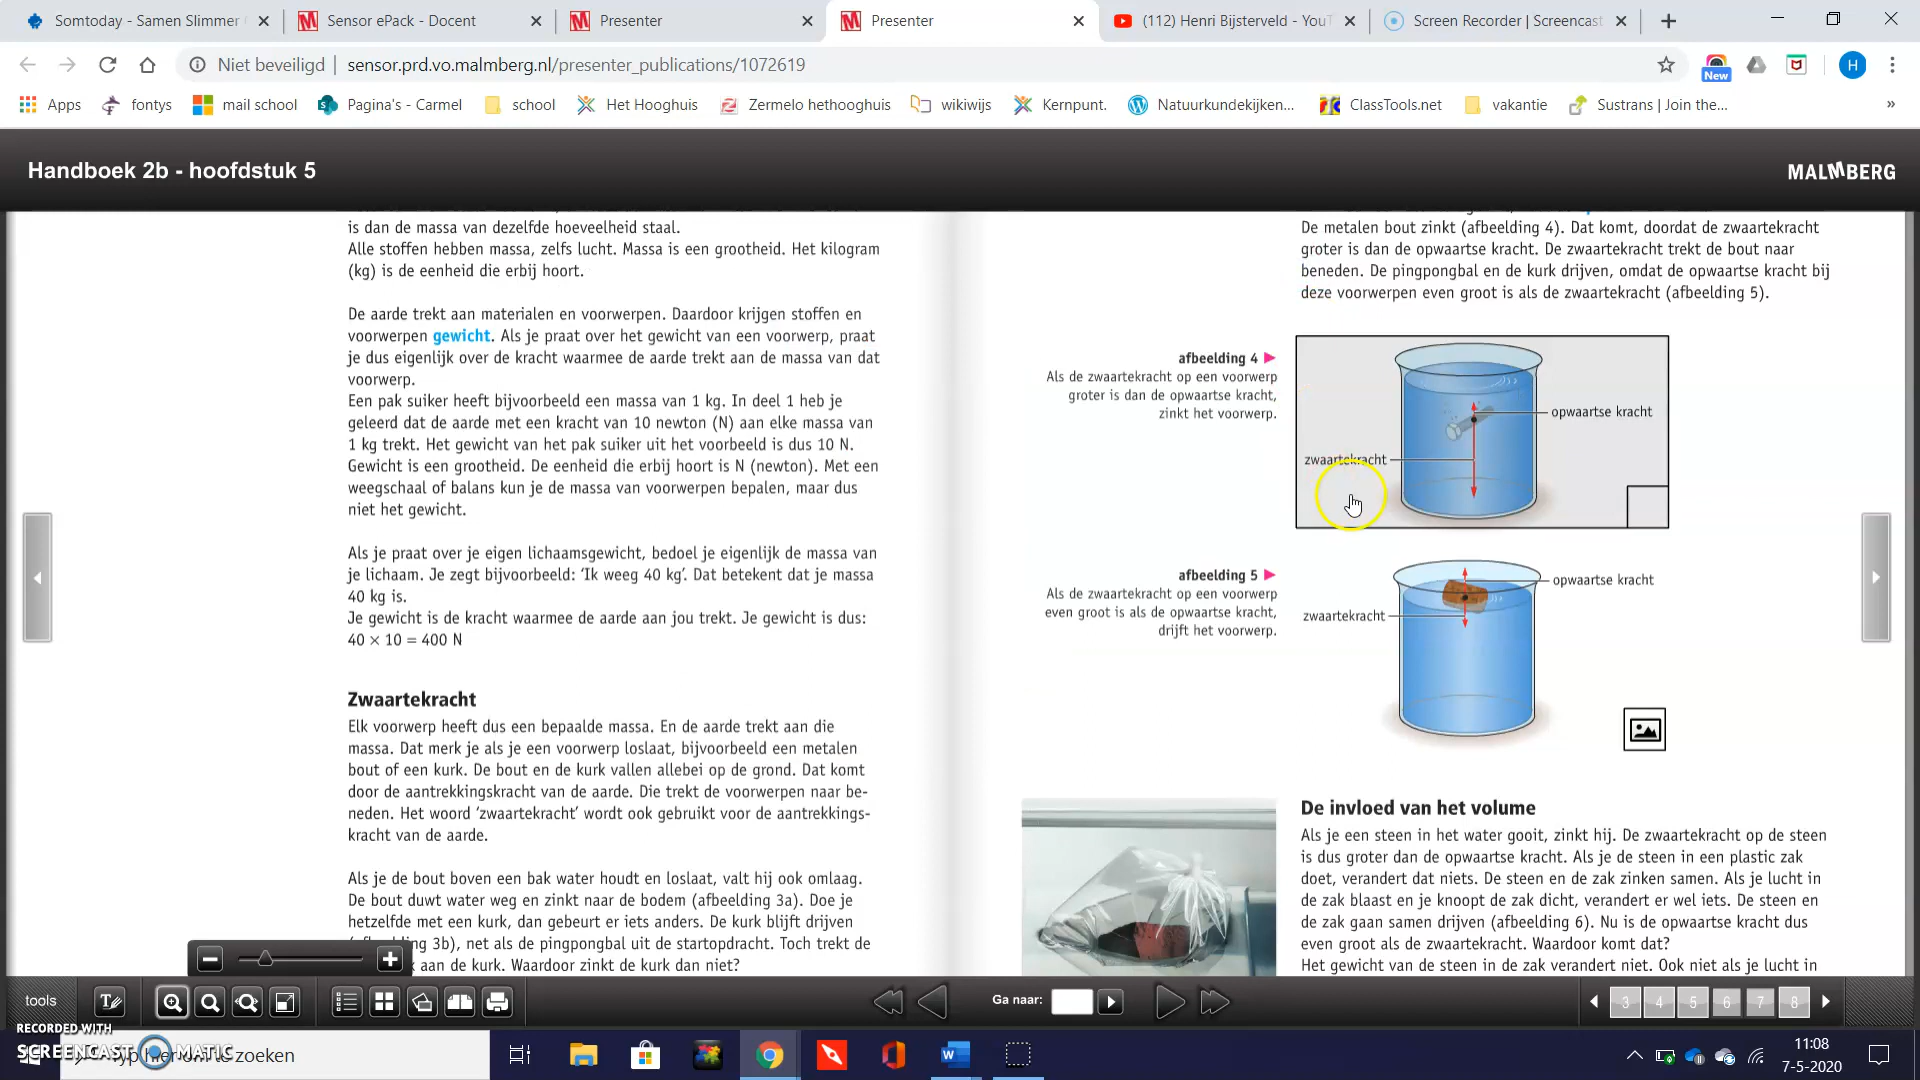 Somtoday - Samen Slimmer
Sensor ePack - Docent
Presenter
Presenter
(112) Henri Bijsterveld - YouT
Screen Recorder | Screencast
Niet beveiligd | sensor.prd.vo.malmberg.nl/presenter_publications/1072619
New
H
Apps
fontys
mail school
Pagina's - Carmel
school
Het Hooghuis
Zermelo hethooghuis
wikiwijs
Kernpunt.
Natuurkundekijken...
ClassTools.net
vakantie
Sustrans | Join the...
»
Handboek 2b - hoofdstuk 5
MALMBERG
is dan de massa van dezelfde hoeveelheid staal.
Alle stoffen hebben massa, zelfs lucht. Massa is een grootheid. Het kilogram
(kg) is de eenheid die erbij hoort.
De aarde trekt aan materialen en voorwerpen. Daardoor krijgen stoffen en
voorwerpen gewicht. Als je praat over het gewicht van een voorwerp, praat
je dus eigenlijk over de kracht waarmee de aarde trekt aan de massa van dat
voorwerp.
Een pak suiker heeft bijvoorbeeld een massa van 1 kg. In deel 1 heb je
geleerd dat de aarde met een kracht van 10 newton (N) aan elke massa van
1 kg trekt. Het gewicht van het pak suiker uit het voorbeeld is dus 10 N.
Gewicht is een grootheid. De eenheid die erbij hoort is N (newton). Met een
weegschaal of balans kun je de massa van voorwerpen bepalen, maar dus
niet het gewicht.
Als je praat over je eigen lichaamsgewicht, bedoel je eigenlijk de massa van
je lichaam. Je zegt bijvoorbeeld: ‘Ik weeg 40 kg’. Dat betekent dat je massa
40 kg is.
Je gewicht is de kracht waarmee de aarde aan jou trekt. Je gewicht is dus:
40 × 10 = 400 N
Zwaartekracht
Elk voorwerp heeft dus een bepaalde massa. En de aarde trekt aan die
massa. Dat merk je als je een voorwerp loslaat, bijvoorbeeld een metalen
bout of een kurk. De bout en de kurk vallen allebei op de grond. Dat komt
door de aantrekkingskracht van de aarde. Die trekt de voorwerpen naar be-
neden. Het woord ‘zwaartekracht’ wordt ook gebruikt voor de aantrekkings-
kracht van de aarde.
Als je de bout boven een bak water houdt en loslaat, valt hij ook omlaag.
De bout duwt water weg en zinkt naar de bodem (afbeelding 3a). Doe je
hetzelfde met een kurk, dan gebeurt er iets anders. De kurk blijft drijven
3b), net als de pingpongbal uit de startopdracht. Toch trekt de
aan de kurk. Waardoor zinkt de kurk dan niet?
De metalen bout zinkt (afbeelding 4). Dat komt, doordat de zwaartekracht
groter is dan de opwaartse kracht. De zwaartekracht trekt de bout naar
beneden. De pingpongbal en de kurk drijven, omdat de opwaartse kracht bij
deze voorwerpen even groot is als de zwaartekracht (afbeelding 5).
afbeelding 4
Als de zwaartekracht op een voorwerp
groter is dan de opwaartse kracht,
zinkt het voorwerp.
opwaartse kracht
zwaartekracht
afbeelding 5
Als de zwaartekracht op een voorwerp
even groot is als de opwaartse kracht,
drijft het voorwerp.
opwaartse kracht
zwaartekracht
De invloed van het volume
Als je een steen in het water gooit, zinkt hij. De zwaartekracht op de steen
is dus groter dan de opwaartse kracht. Als je de steen in een plastic zak
doet, verandert dat niets. De steen en de zak zinken samen. Als je lucht in
de zak blaast en je knoopt de zak dicht, verandert er wel iets. De steen en
de zak gaan samen drijven (afbeelding 6). Nu is de opwaartse kracht dus
even groot als de zwaartekracht. Waardoor komt dat?
Het gewicht van de steen in de zak verandert niet. Ook niet als je lucht in
tools
Ga naar:
3 4 5 6 7 8
RECORDED WITH
SCREENCAST MATIC
hier om te zoeken
11:08
7-5-2020